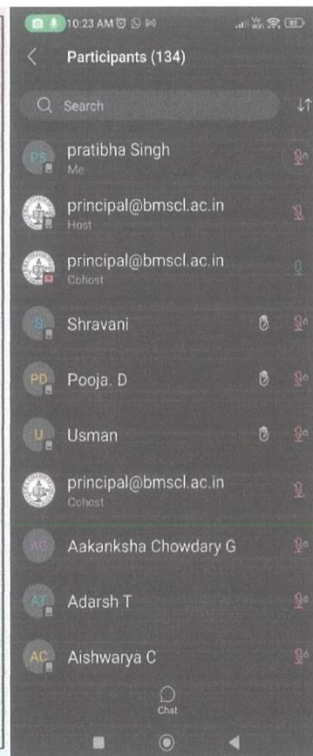 10:23 AM
Participants (134)
Search
PS
pratibha Singh
Me
principal@bmscl.ac.in
Host
principal@bmscl.ac.in
Cohost
S
Shravani
PD
Pooja. D
U
Usman
principal@bmscl.ac.in
Cohost
AG
Aakanksha Chowdary G
AT
Adarsh T
AC
Aishwarya C
Chat